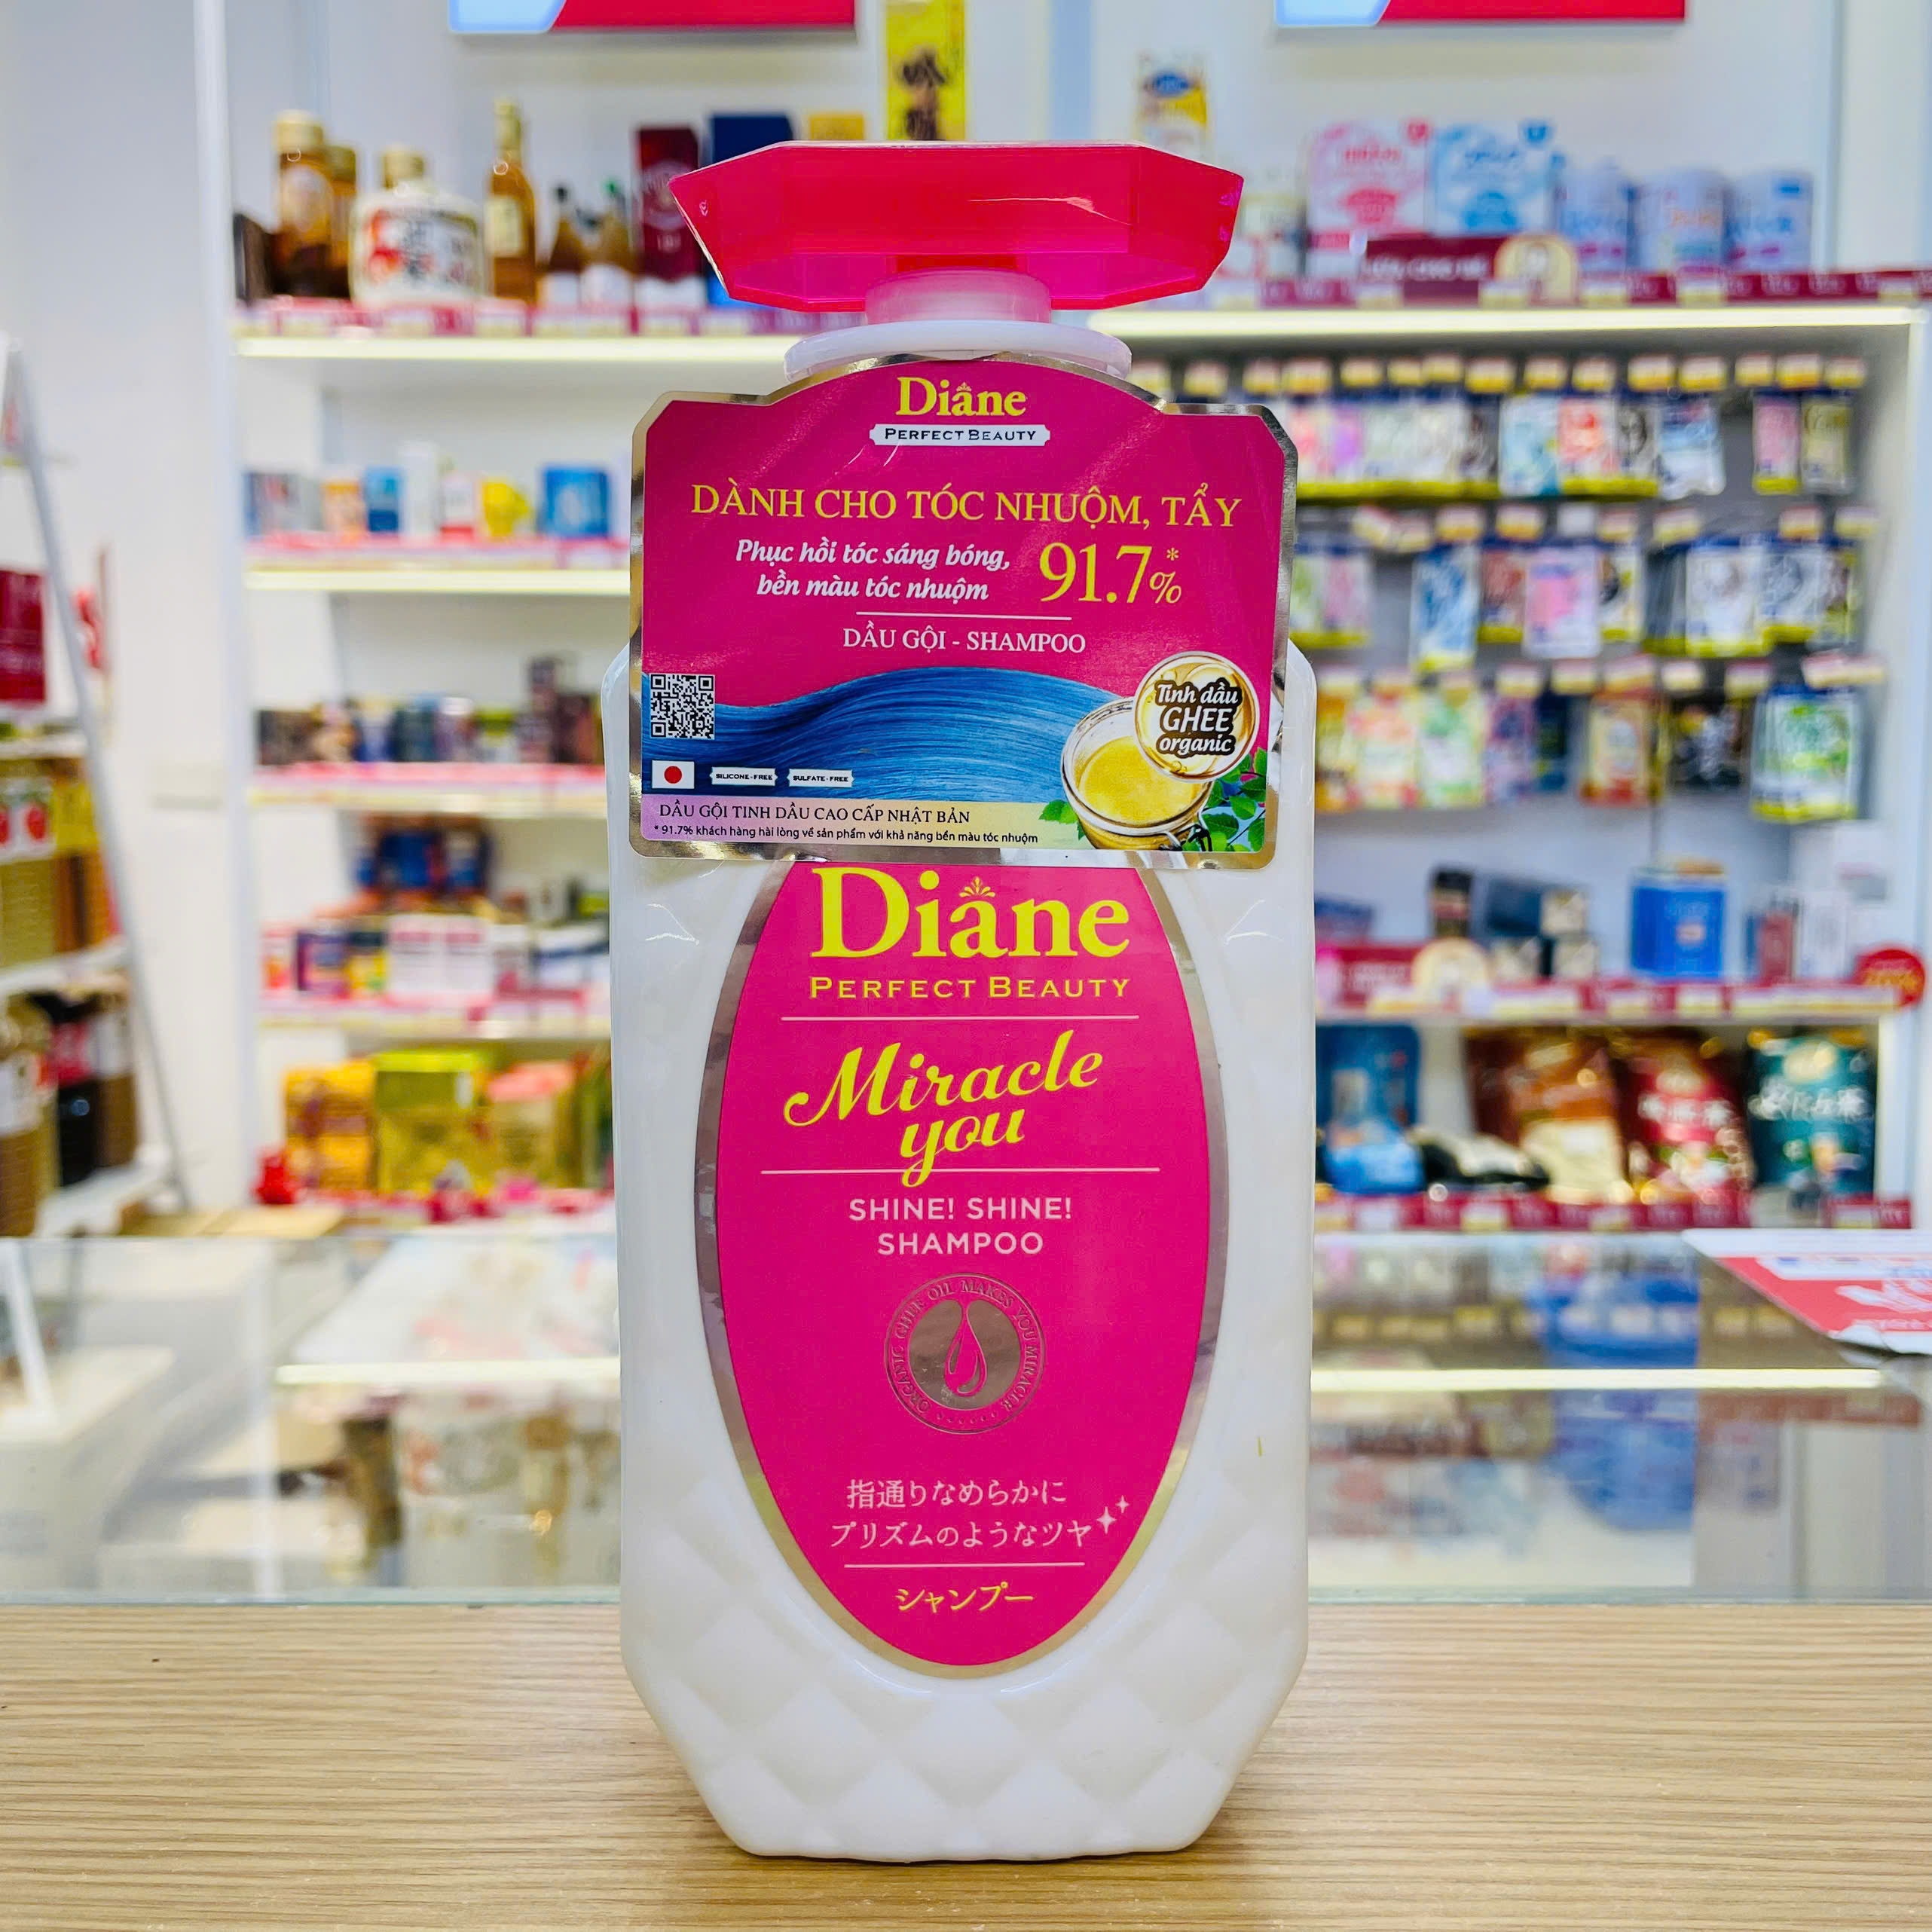 Diane
PERFECT BEAUTY
DÀNH CHO TÓC NHUỘM, TẨY
Phục hồi tóc sáng bóng,
bền màu tóc nhuộm
91.7*%
DẦU GỘI - SHAMPOO
Tinh dầu
GHEE
organic
SILICONE-FREE SULFATE-FREE
DẦU GỘI TINH DẦU CAO CẤP NHẬT BẢN
* 91.7% khách hàng hài lòng về sản phẩm với khả năng bền màu tóc nhuộm
Diane
PERFECT BEAUTY
Miracle
you
SHINE! SHINE!
SHAMPOO
ORGANIC GHEE OIL MAKES YOU MIRACLE
指通りなめらかに
プリズムのようなツヤ
シャンプー